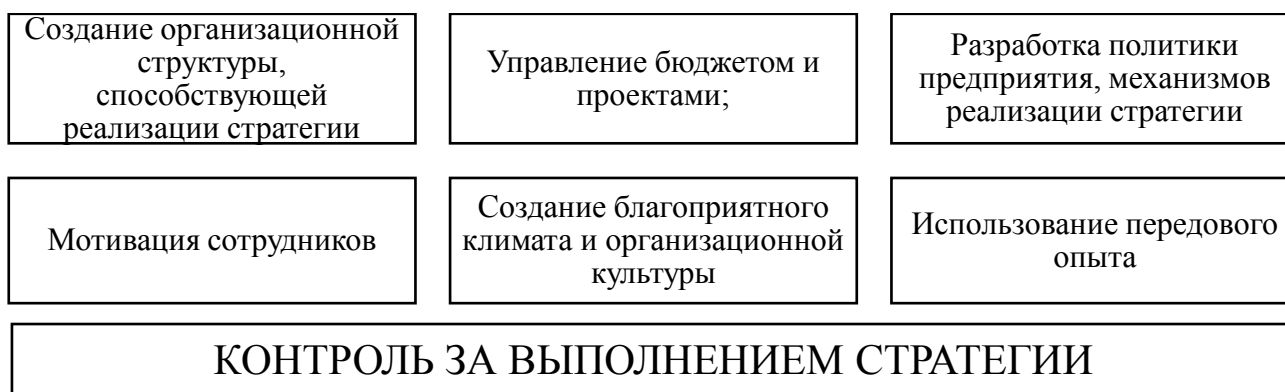 Создание организационной
структуры,
способствующей
реализации стратегии
Управление бюджетом и
проектами;
Разработка политики
предприятия, механизмов
реализации стратегии
Мотивация сотрудников
Создание благоприятного
климата и организационной
культуры
Использование передового
опыта
КОНТРОЛЬ ЗА ВЫПОЛНЕНИЕМ СТРАТЕГИИ